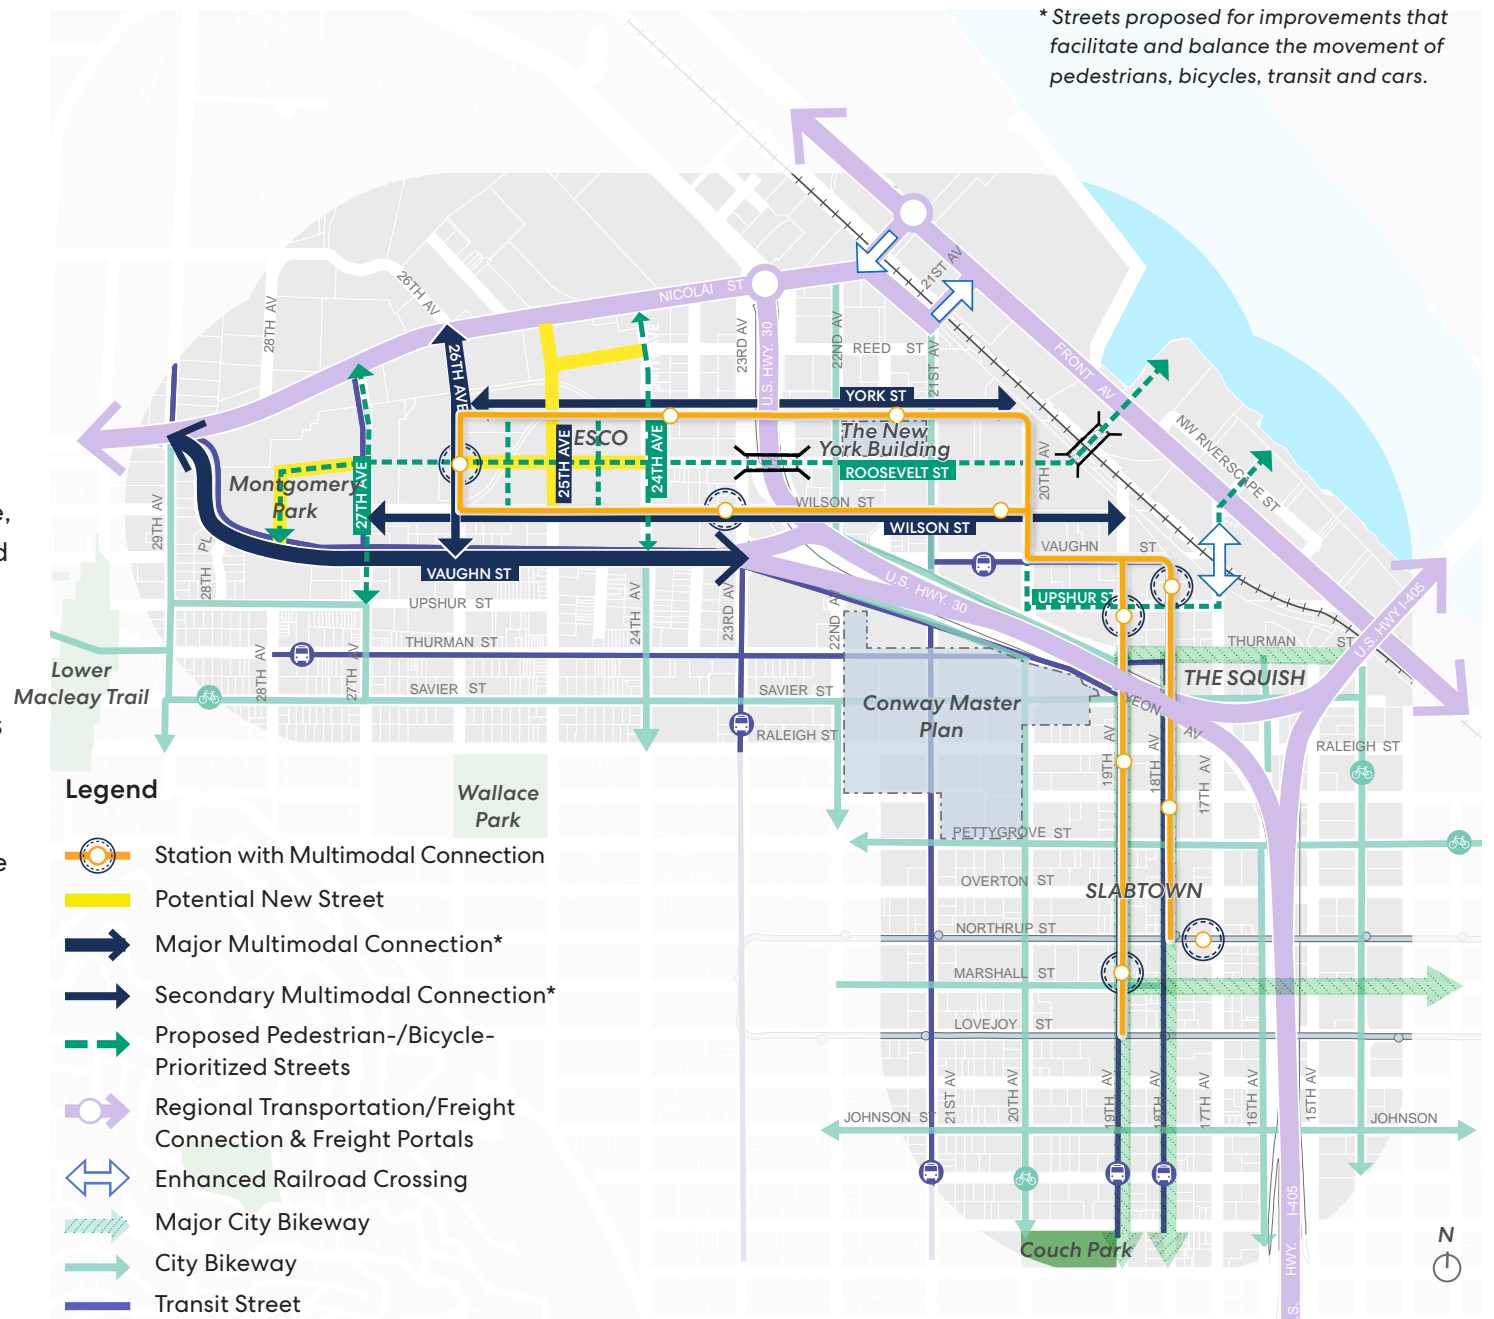 * Streets proposed for improvements that
facilitate and balance the movement of
pedestrians, bicycles, transit and cars.
21ST AV
26TH AV
NICOLAI ST
28TH AV
23RD AV
U.S. HWY. 30
22ND AV
REED ST
21ST AV
FRONT AV
26TH AVE
YORK ST
25TH AVE
ESCO
24TH AVE
The New
York Building
ROOSEVELT ST
20TH AV
NW RIVERSCAPE ST
Montgomery
Park
27TH AVE
WILSON ST
WILSON ST
29TH AV
28TH PL
VAUGHN ST
VAUGHN ST
U.S. HWY. 30
UPSHUR ST
UPSHUR ST
U.S. HWY I-405
24TH AV
23RD AV
22ND AV
THURMAN ST
THURMAN ST
28TH AV
27TH AV
Lower
Macleay Trail
SAVIER ST
SAVIER ST
THE SQUISH
Conway Master
Plan
YEON AV
RALEIGH ST
RALEIGH ST
19TH AV
18TH AV
17TH AV
Wallace
Park
PETTYGROVE ST
OVERTON ST
SLABTOWN
NORTHRUP ST
MARSHALL ST
LOVEJOY ST
21ST AV
20TH AV
19TH AV
18TH AV
17TH AV
16TH AV
15TH AV
JOHNSON ST
JOHNSON
Couch Park
HWY. I-405
N
Legend
Station with Multimodal Connection
Potential New Street
Major Multimodal Connection*
Secondary Multimodal Connection*
Proposed Pedestrian-/Bicycle-
Prioritized Streets
Regional Transportation/Freight
Connection & Freight Portals
Enhanced Railroad Crossing
Major City Bikeway
City Bikeway
Transit Street